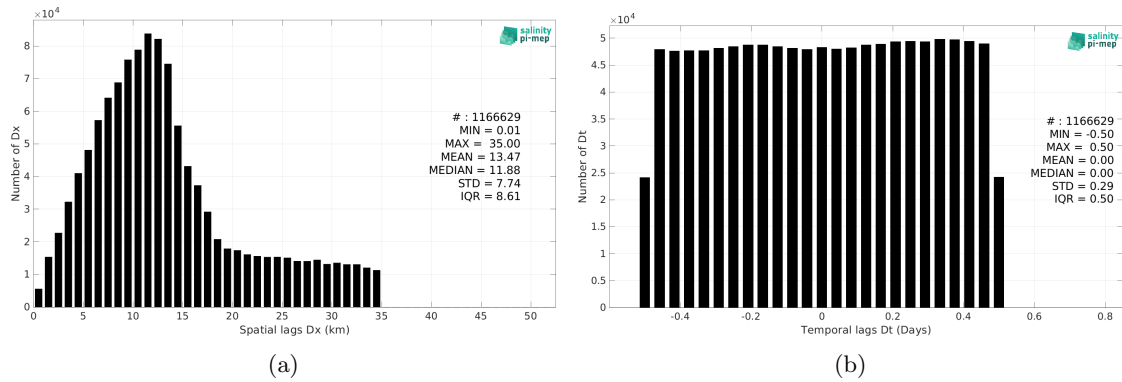 ×10⁴
salinity
pi-mep
8
7
6
5
4
3
2
1
0
Number of Dx
# : 1166629
MIN = 0.01
MAX = 35.00
MEAN = 13.47
MEDIAN = 11.88
STD = 7.74
IQR = 8.61
0 5 10 15 20 25 30 35 40 45 50
Spatial lags Dx (km)
(a)
×10⁴
salinity
pi-mep
5
4.5
4
3.5
3
2.5
2
1.5
1
0.5
0
Number of Dt
# : 1166629
MIN = -0.50
MAX = 0.50
MEAN = 0.00
MEDIAN = 0.00
STD = 0.29
IQR = 0.50
-0.4 -0.2 0 0.2 0.4 0.6 0.8
Temporal lags Dt (Days)
(b)